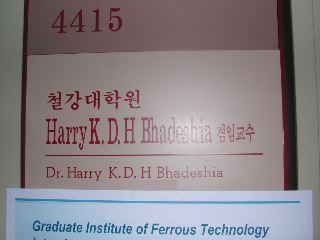 4415
철강대학원
Harry K. D. H Bhadeshia 겸임교수
Dr. Harry K. D. H Bhadeshia
Graduate Institute of Ferrous Technology